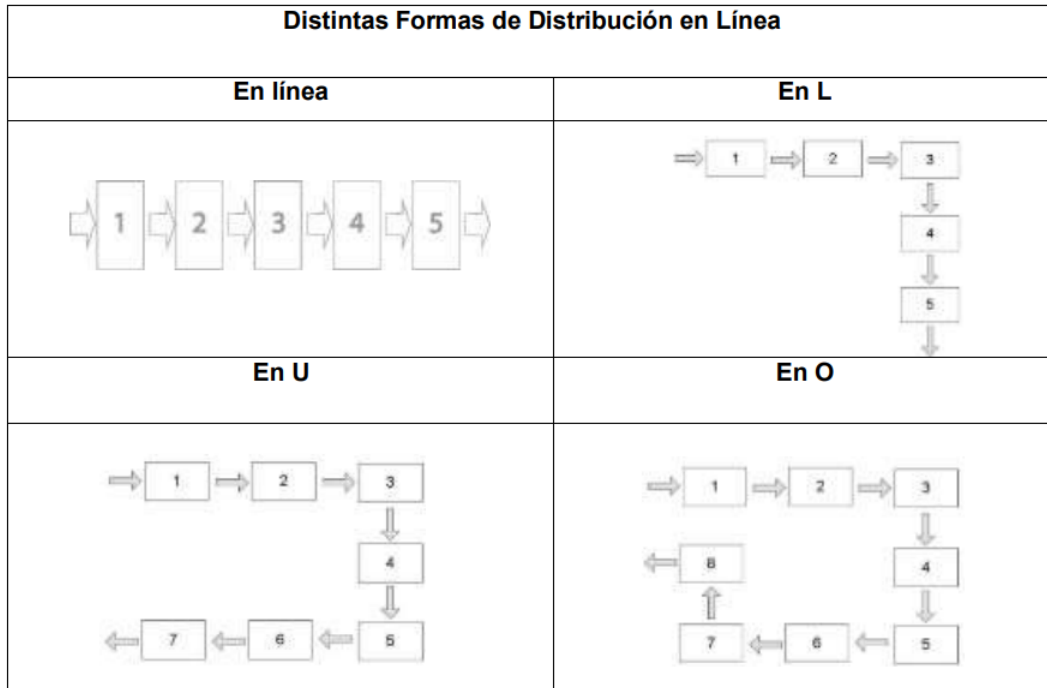 Distintas Formas de Distribución en Línea
En línea
En L
1 2 3 4 5
1 2 3
4
5
En U
En O
1 2 3
4
7 6 5
1 2 3
8 4
7 6 5